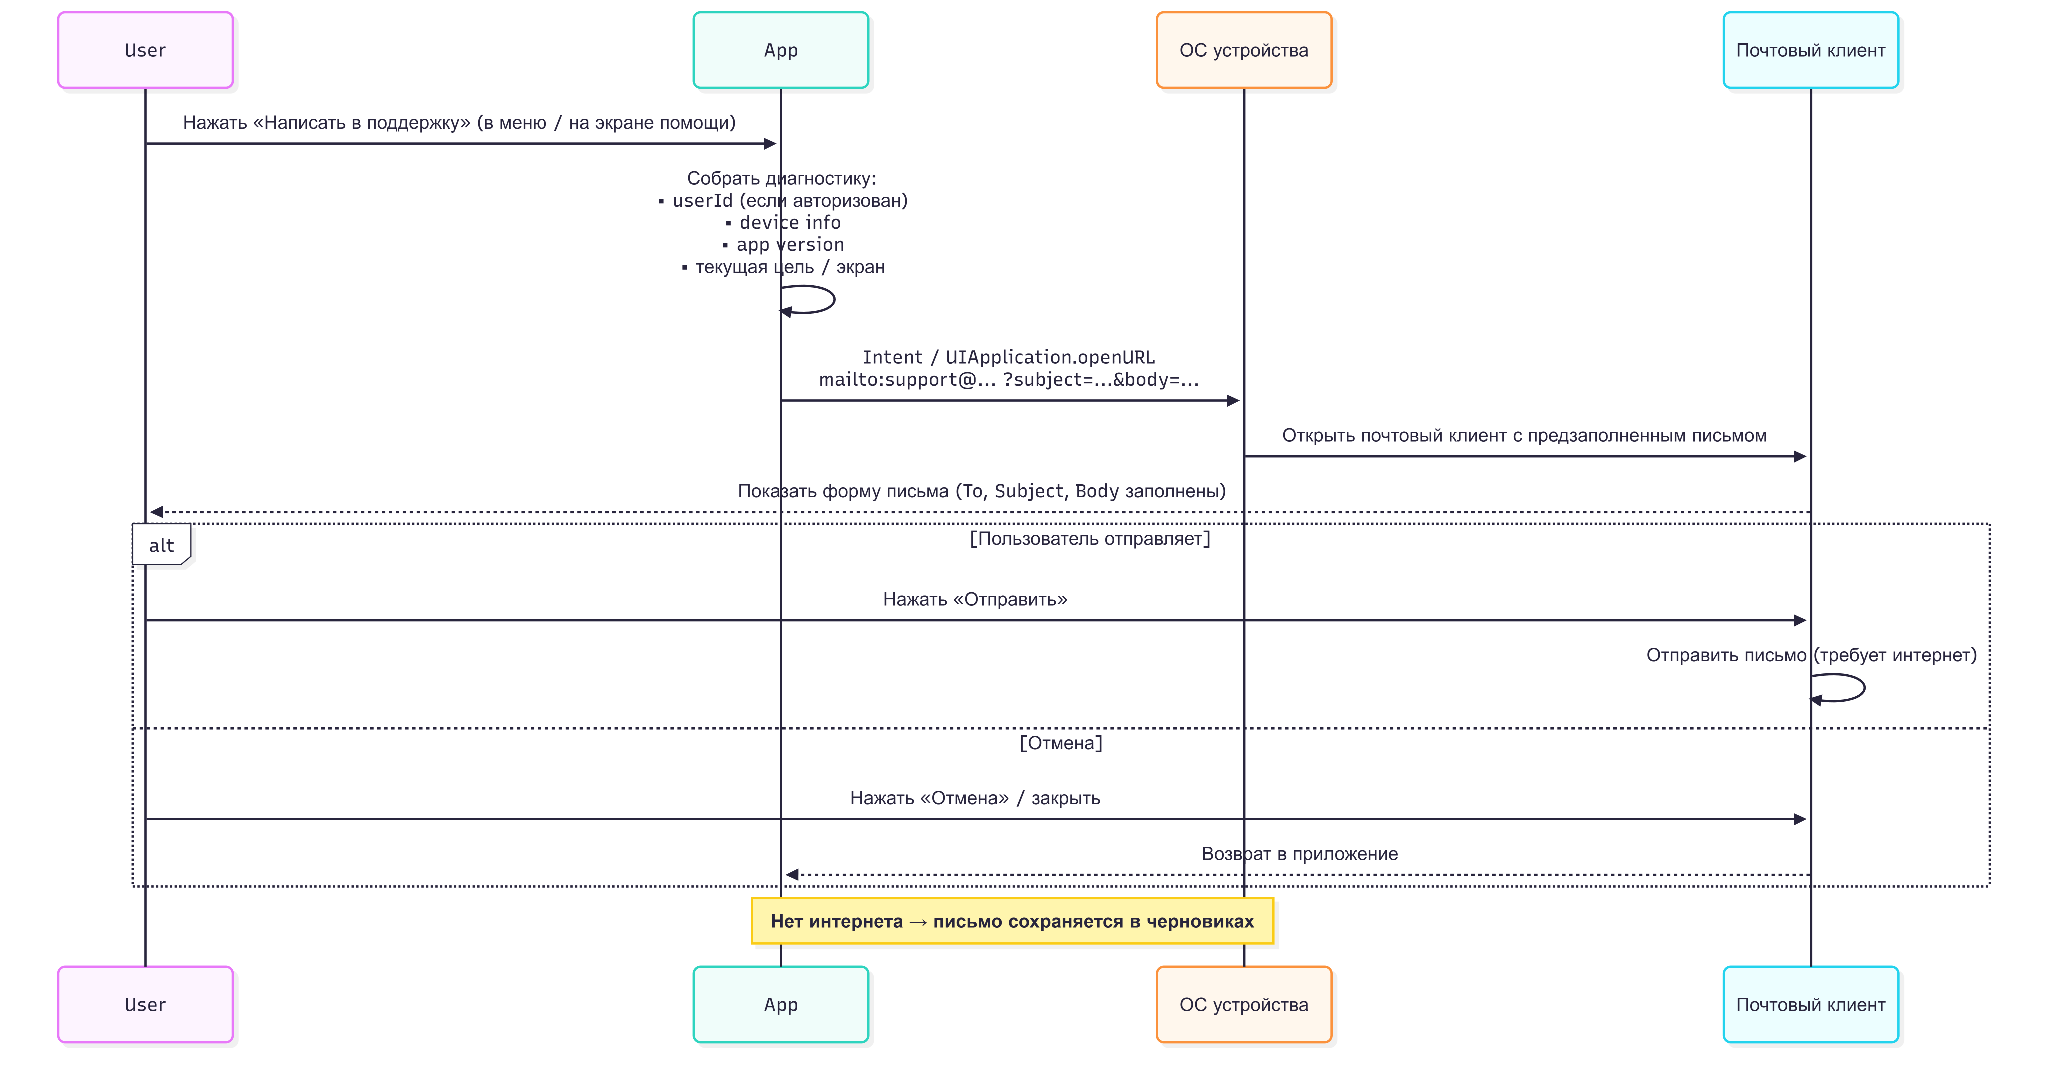 User
App
ОС устройства
Почтовый клиент
Нажать «Написать в поддержку» (в меню / на экране помощи)
Собрать диагностику:
▪ userId (если авторизован)
▪ device info
▪ app version
▪ текущая цель / экран
Intent / UIApplication.openURL
mailto:support@... ?subject=...&body=...
Открыть почтовый клиент с предзаполненным письмом
Показать форму письма (To, Subject, Body заполнены)
alt
[Пользователь отправляет]
Нажать «Отправить»
Отправить письмо (требует интернет)
[Отмена]
Нажать «Отмена» / закрыть
Возврат в приложение
Нет интернета → письмо сохраняется в черновиках
User
App
ОС устройства
Почтовый клиент